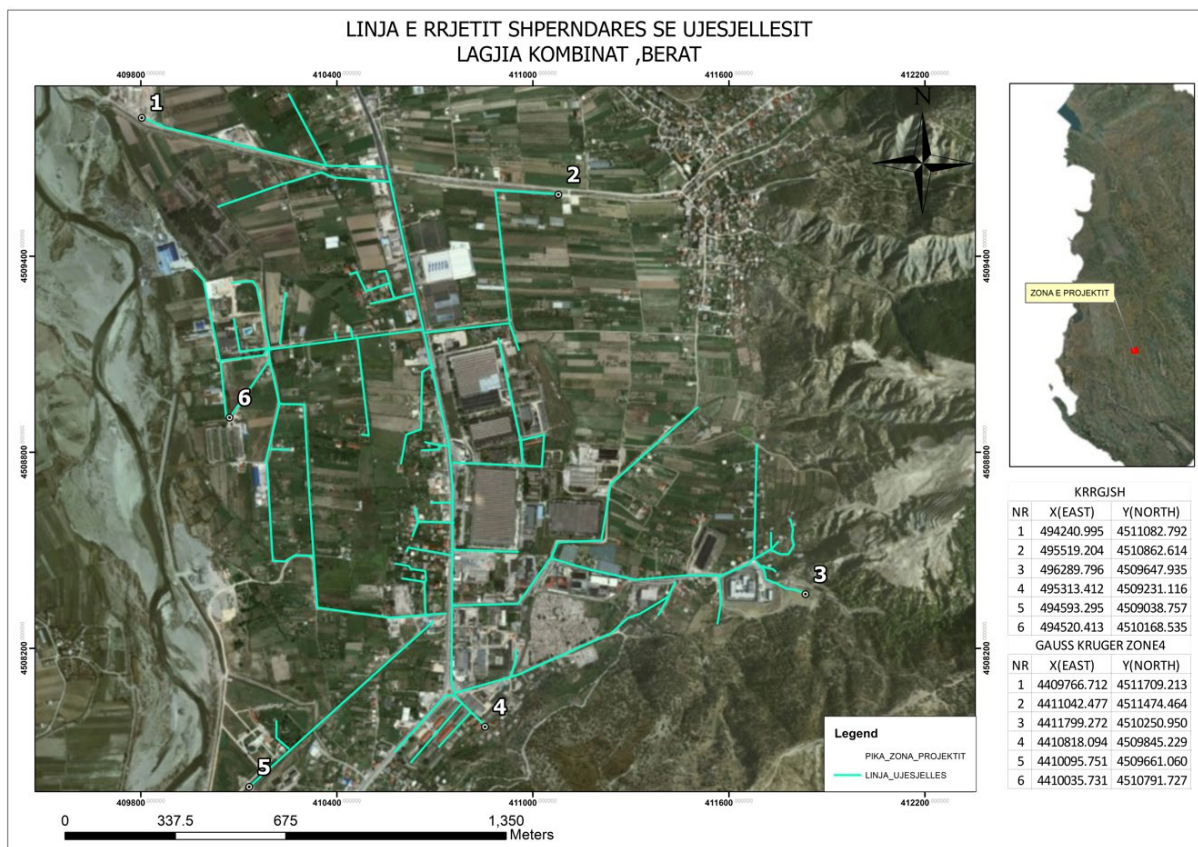 LINJA E RRJETIT SHPERNDARES SE UJESJELLESIT
LAGJIA KOMBINAT ,BERAT
409800 410400 411000 411600 412200
1
N
2
4509400 4509400
ZONA E PROJEKTIT
6
4508800 4508800
KRRGJSH
NR X(EAST) Y(NORTH)
1 494240.995 4511082.792
2 495519.204 4510862.614
3 496289.796 4509647.935
4 495313.412 4509231.116
5 494593.295 4509038.757
6 494520.413 4510168.535
GAUSS KRUGER ZONE4
NR X(EAST) Y(NORTH)
1 4409766.712 4511709.213
2 4411042.477 4511474.464
3 4411799.272 4510250.950
4 4410818.094 4509845.229
5 4410095.751 4509661.060
6 4410035.731 4510791.727
3
4508200 4508200
4
Legend
PIKA_ZONA_PROJEKTIT
LINJA_UJESJELLES
5
409800 410400 411000 411600 412200
0 337.5 675 1,350
Meters